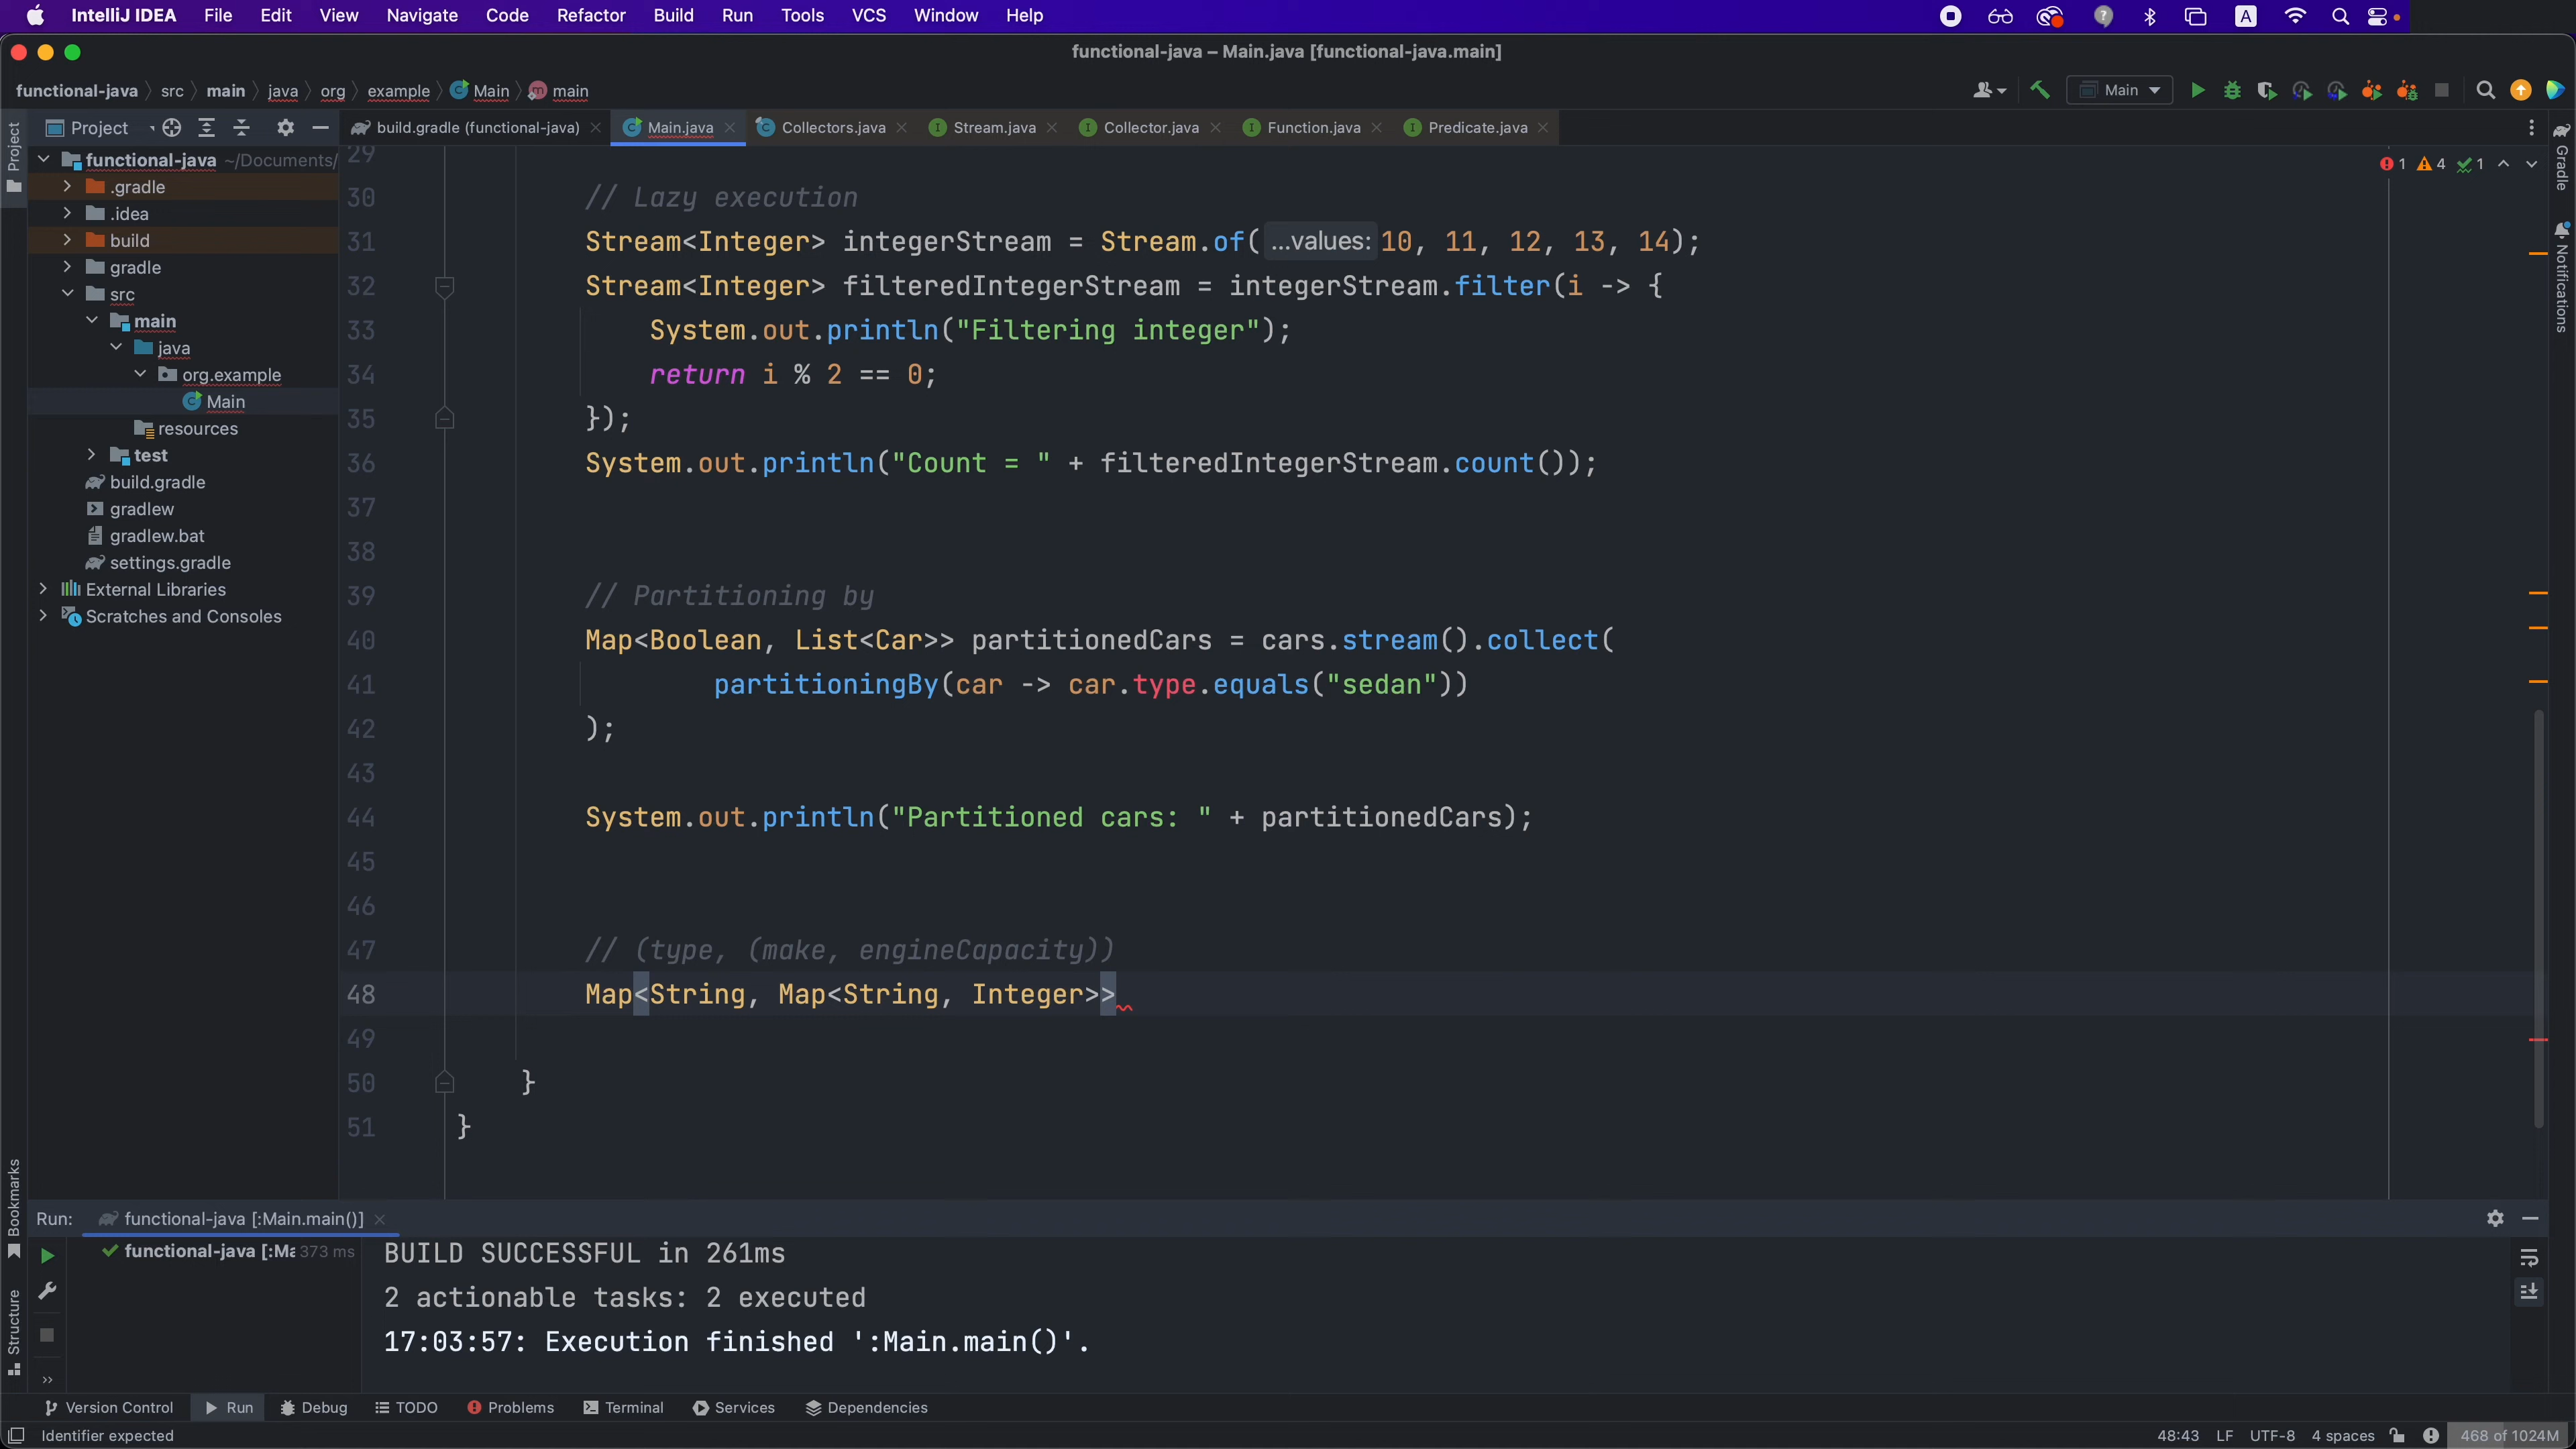 IntelliJ IDEA File Edit View Navigate Code Refactor Build Run Tools VCS Window Help
functional-java – Main.java [functional-java.main]
functional-java src main java org example Main main
Main
Project
build.gradle (functional-java) Main.java Collectors.java Stream.java Collector.java Function.java Predicate.java
functional-java ~/Documents/
.gradle
.idea
build
gradle
src
main
java
org.example
Main
resources
test
build.gradle
gradlew
gradlew.bat
settings.gradle
External Libraries
Scratches and Consoles
1 4 1
29
30 // Lazy execution
31 Stream<Integer> integerStream = Stream.of( ...values: 10, 11, 12, 13, 14);
32 Stream<Integer> filteredIntegerStream = integerStream.filter(i -> {
33 System.out.println("Filtering integer");
34 return i % 2 == 0;
35 });
36 System.out.println("Count = " + filteredIntegerStream.count());
37
38
39 // Partitioning by
40 Map<Boolean, List<Car>> partitionedCars = cars.stream().collect(
41 partitioningBy(car -> car.type.equals("sedan"))
42 );
43
44 System.out.println("Partitioned cars: " + partitionedCars);
45
46
47 // (type, (make, engineCapacity))
48 Map<String, Map<String, Integer>>
49
50 }
51 }
Project
Bookmarks
Structure
Gradle
Notifications
Run: functional-java [:Main.main()]
functional-java [:Ma 373 ms
BUILD SUCCESSFUL in 261ms
2 actionable tasks: 2 executed
17:03:57: Execution finished ':Main.main()'.
Version Control Run Debug TODO Problems Terminal Services Dependencies
Identifier expected
48:43 LF UTF-8 4 spaces 468 of 1024M